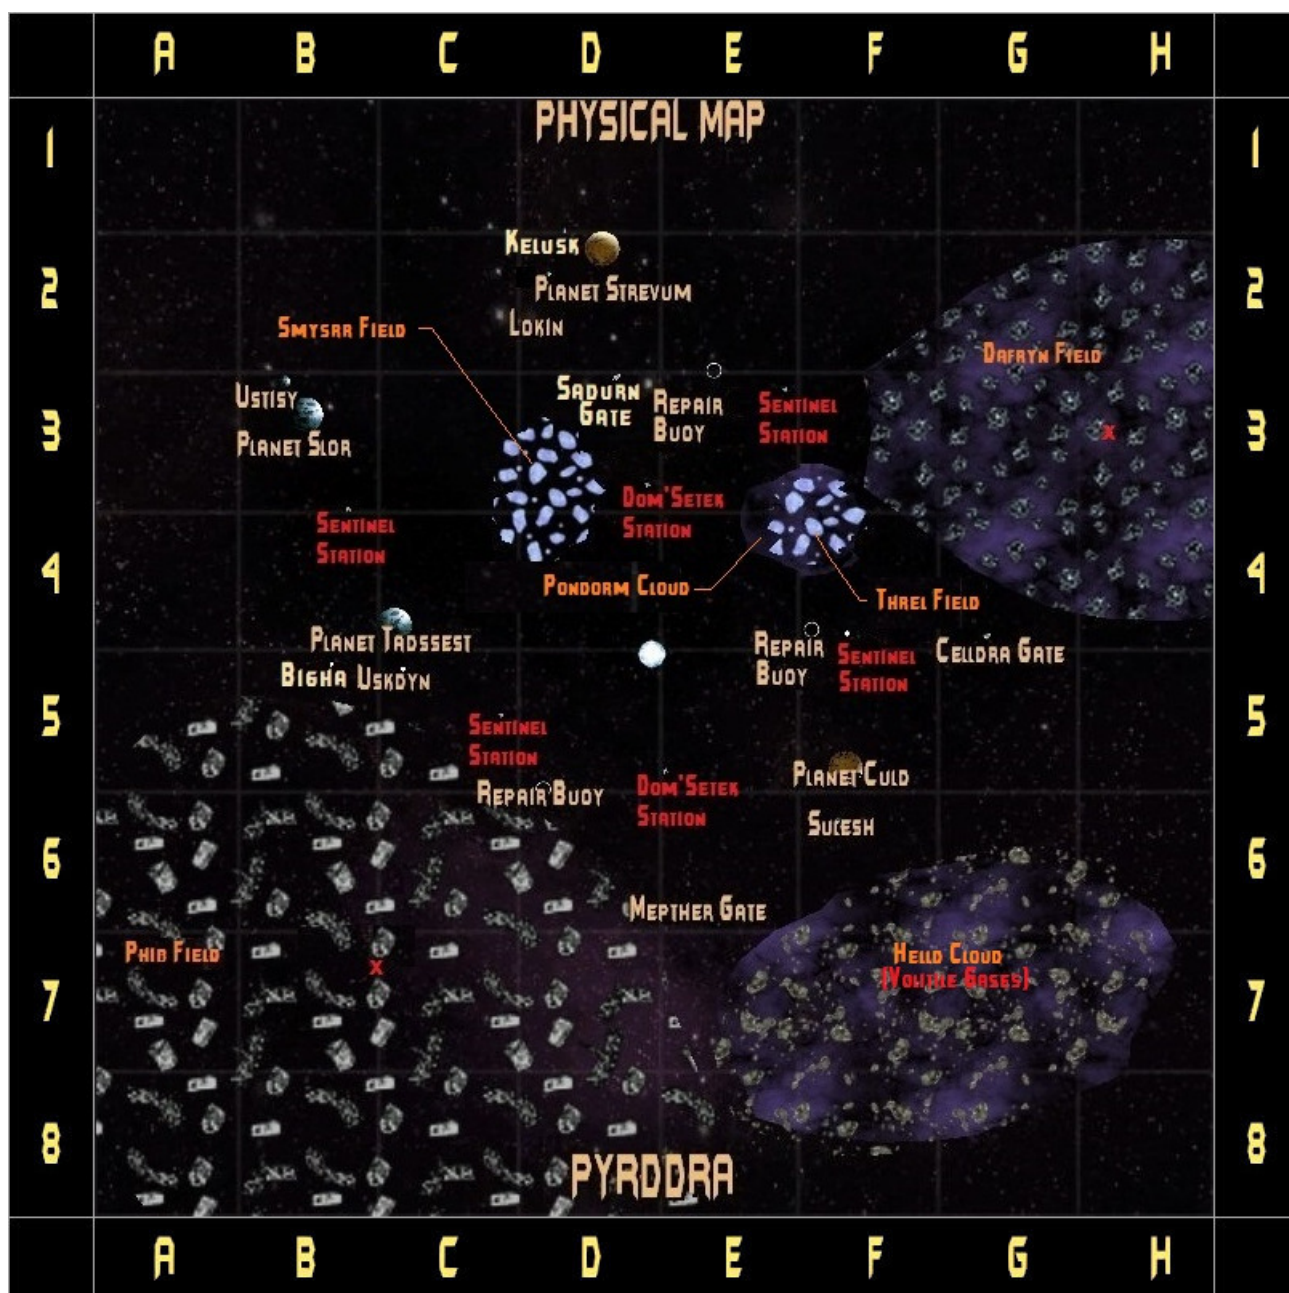 A B C D E F G H
1 PHYSICAL MAP 1
KELUSK
2 PLANET STREVUM 2
LOKIN
SMYSRR FIELD
DAFRYN FIELD
USTISY
SADURN
GATE
REPAIR
BUOY
SENTINEL
STATION
3 X 3
PLANET SLOR
DOM'SETEK
STATION
SENTINEL
STATION
4 4
PONDORM CLOUD
THREL FIELD
PLANET TADSSEST
REPAIR
BUOY
SENTINEL
STATION
CELLDRA GATE
BIGHA USKDYN
5 5
SENTINEL
STATION
PLANET CULD
REPAIR BUOY
DOM'SETEK
STATION
SUCESH
6 6
MEPTHER GATE
PHIB FIELD
HELLD CLOUD
(VOLITLE GASES)
X
7 7
8 8
PYRDDRA
A B C D E F G H